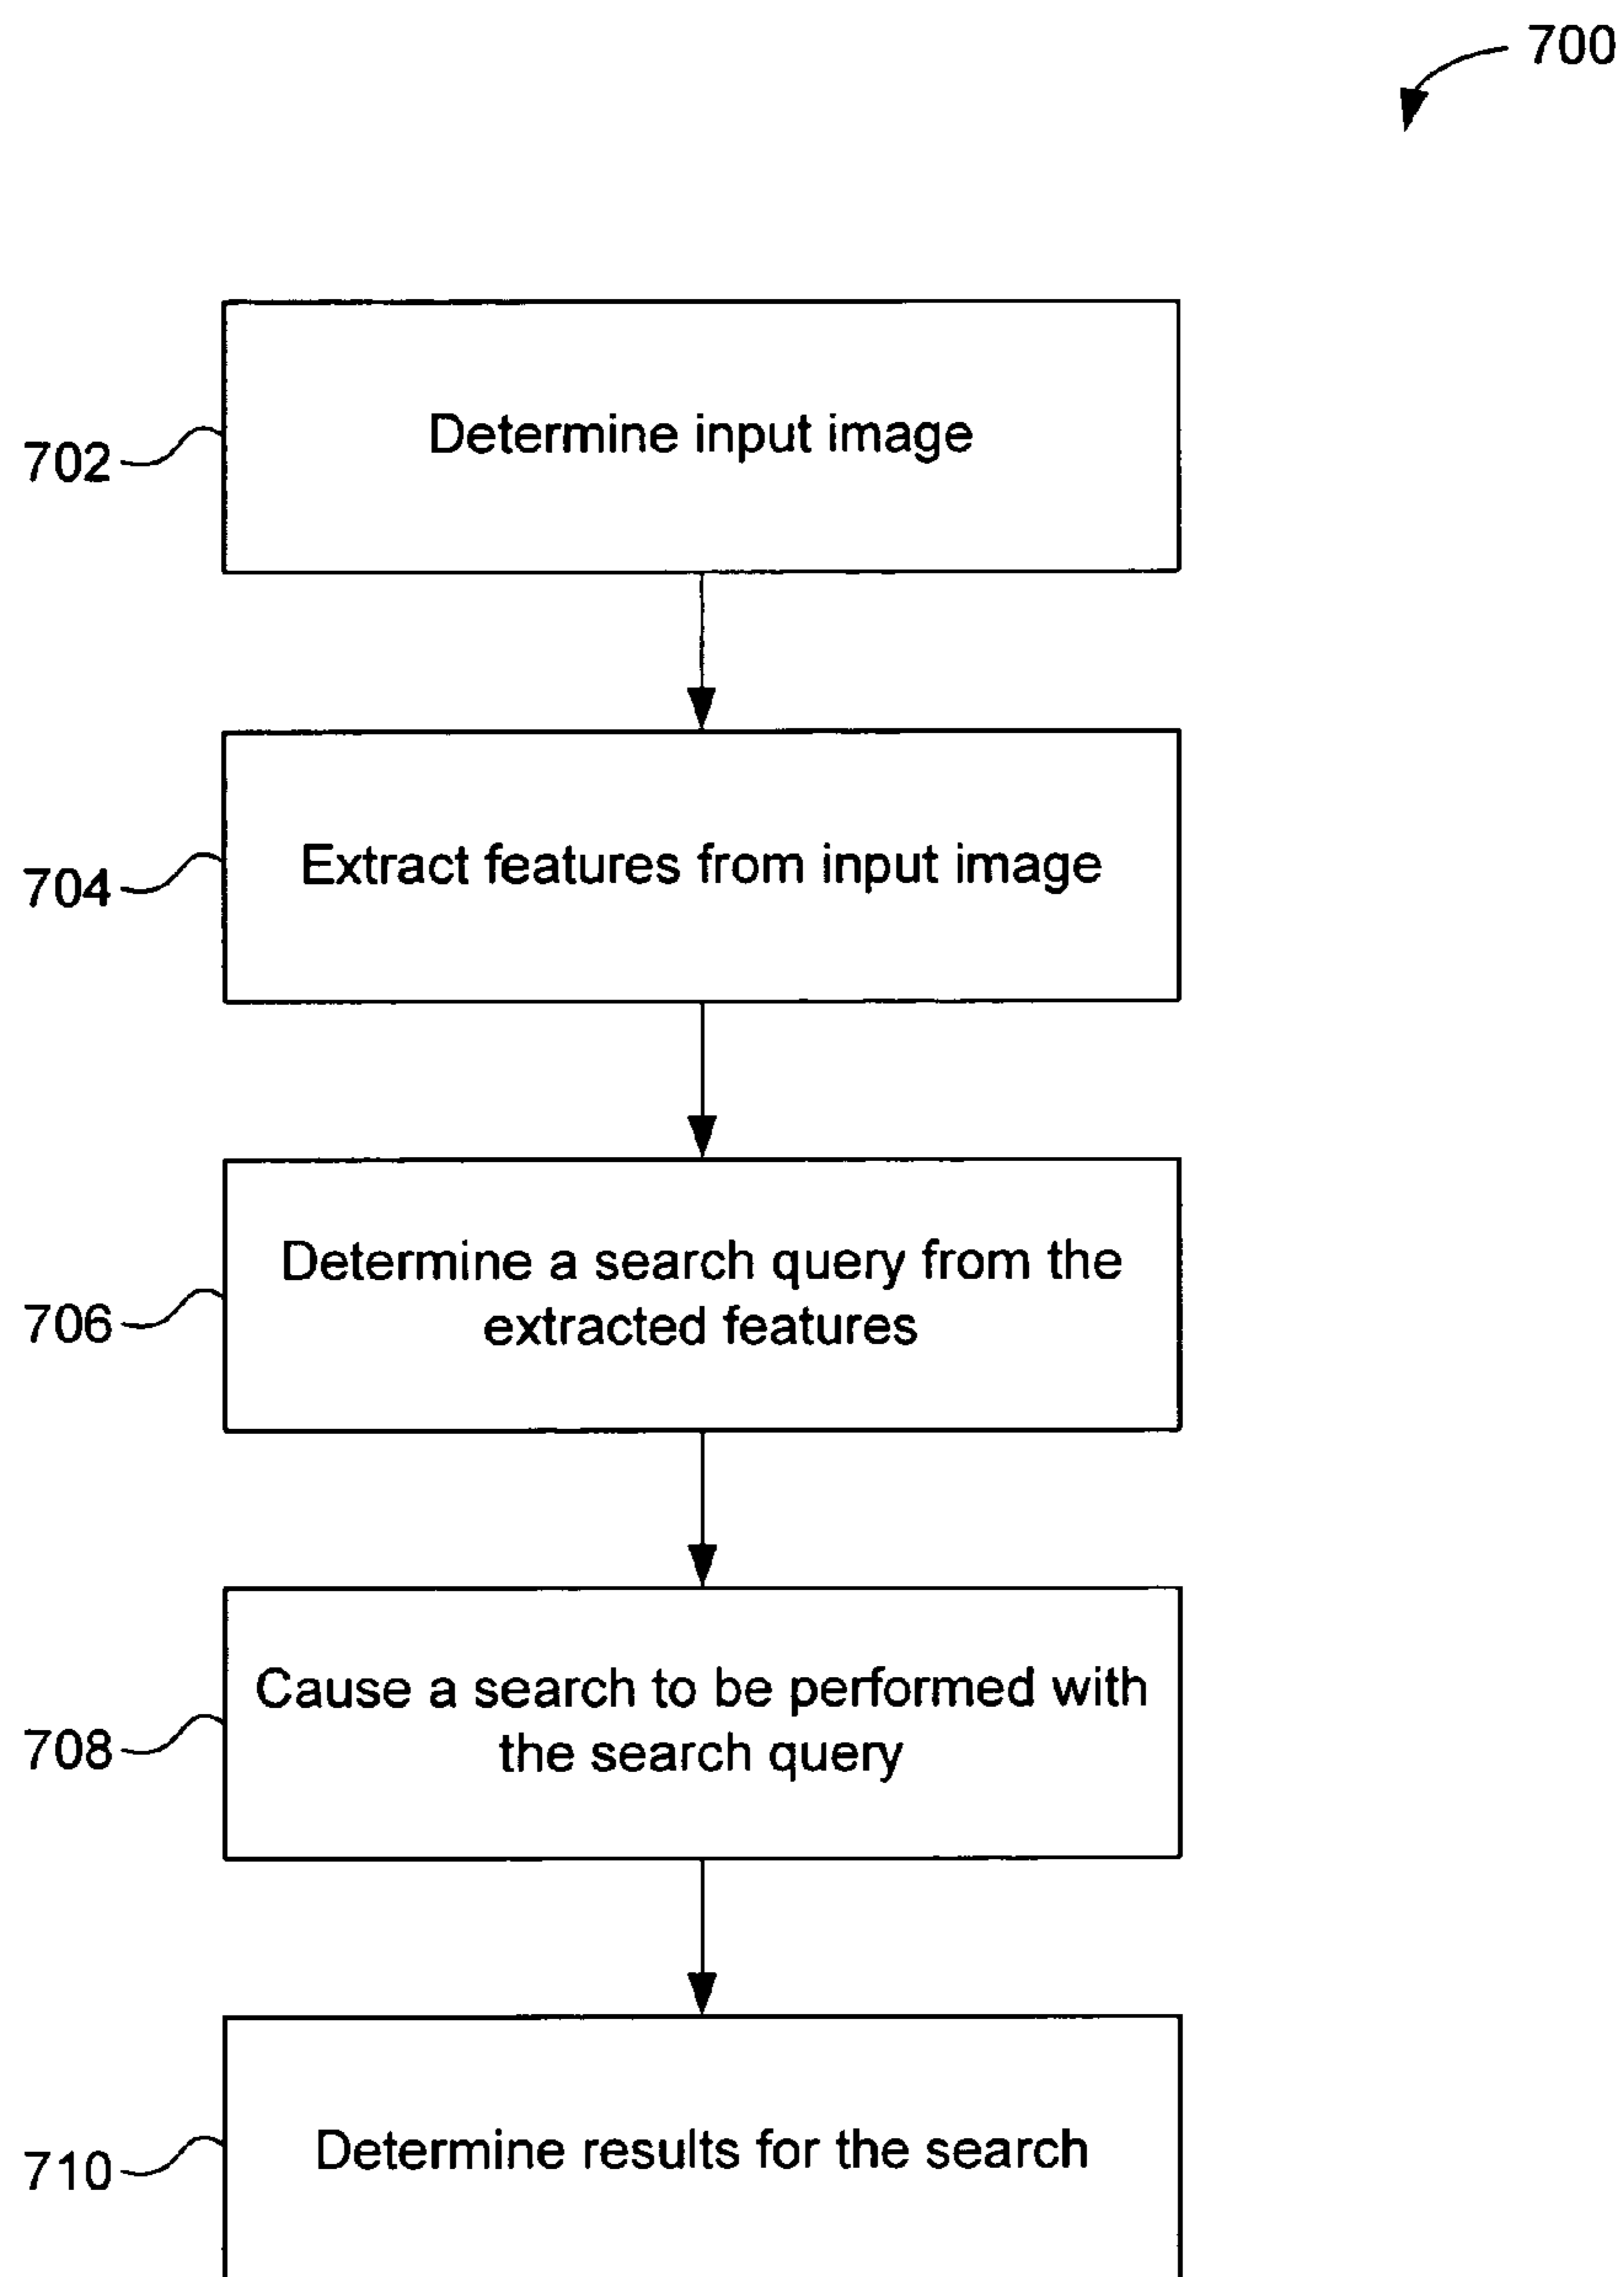 700
702
Determine input image
704
Extract features from input image
706
Determine a search query from the
extracted features
708
Cause a search to be performed with
the search query
710
Determine results for the search